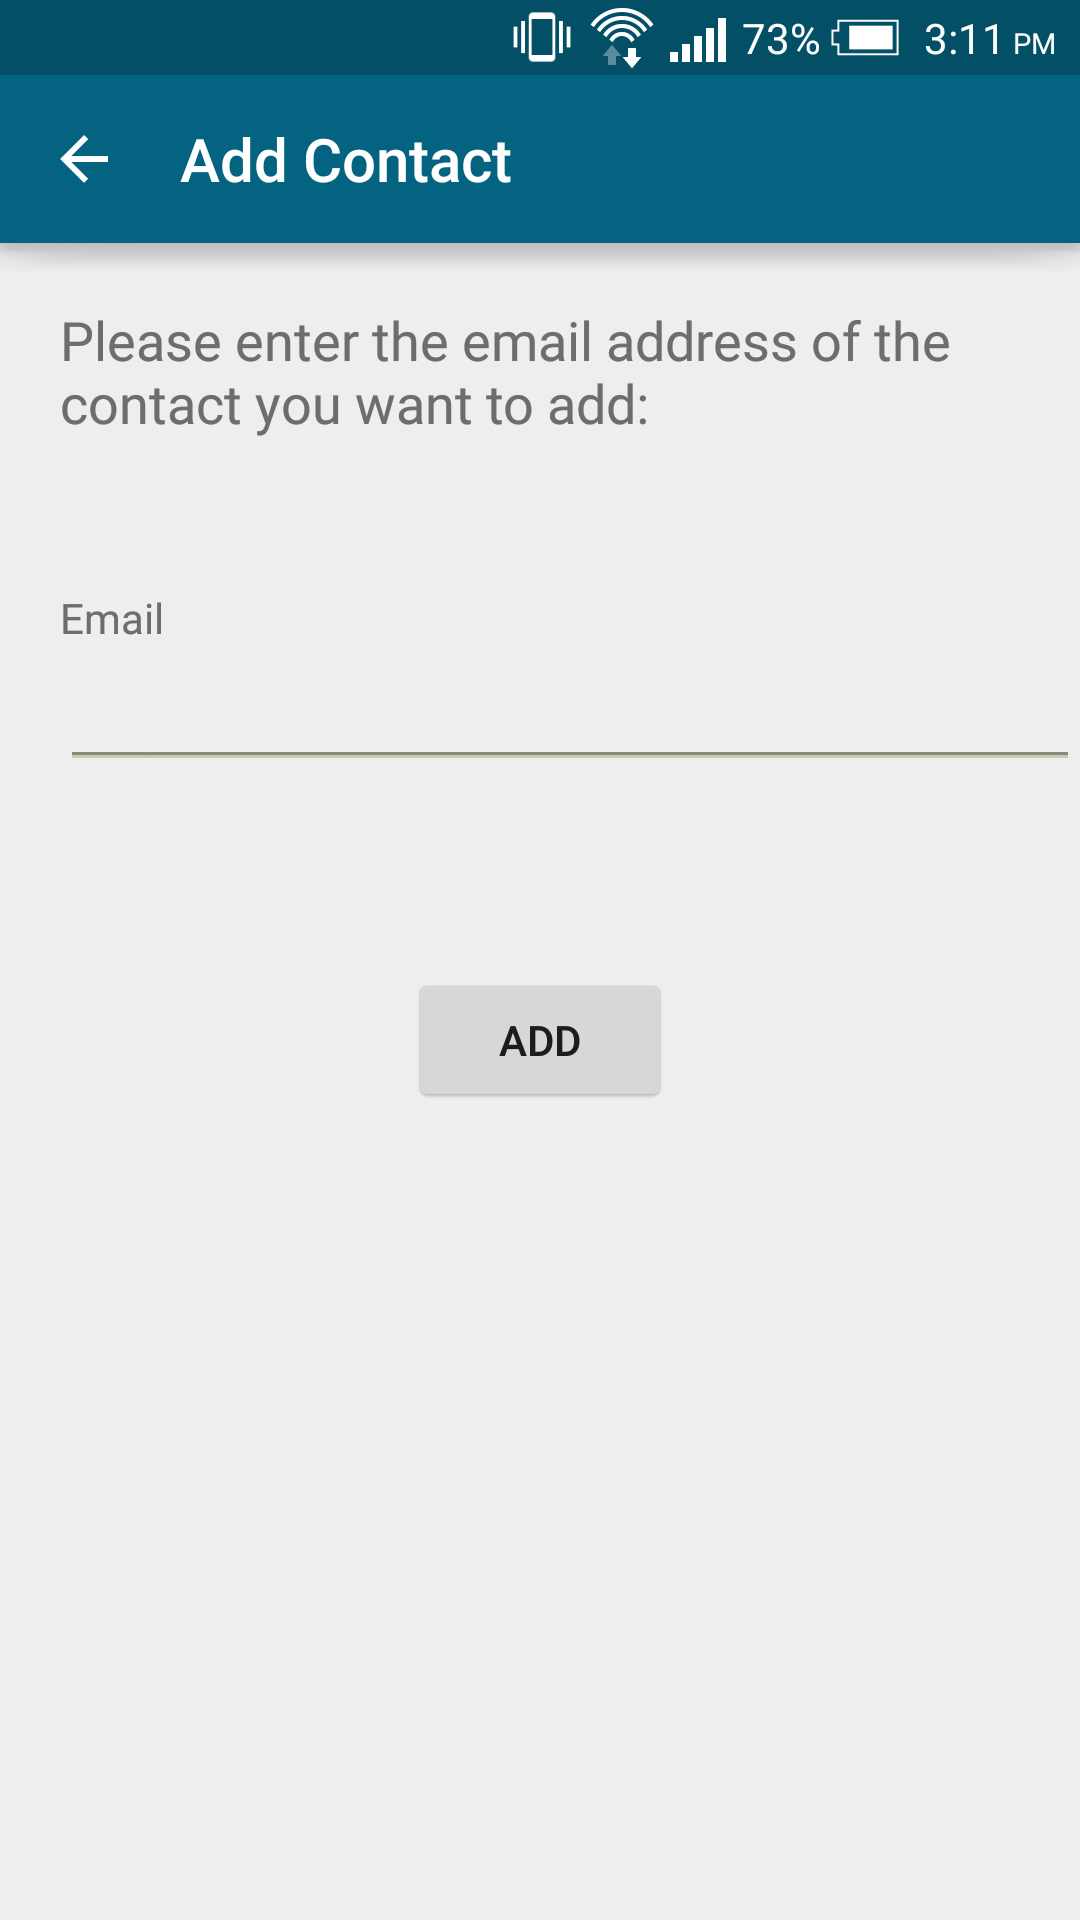 73% 3:11 PM
Add Contact
Please enter the email address of the
contact you want to add:
Email
ADD